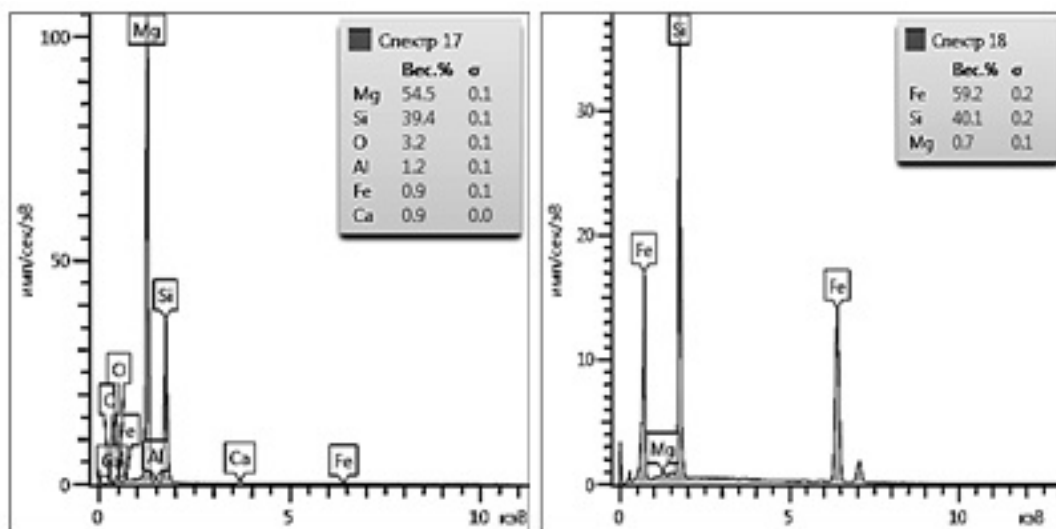 Спектр 17
Вес.% σ
Mg 54.5 0.1
Si 39.4 0.1
O 3.2 0.1
Al 1.2 0.1
Fe 0.9 0.1
Ca 0.9 0.0
100
50
0
имп/сек/эВ
Mg
Si
O
C
Fe
Al
Ca
Fe
0 5 10 кэВ
Спектр 18
Вес.% σ
Fe 59.2 0.2
Si 40.1 0.2
Mg 0.7 0.1
30
20
10
0
имп/сек/эВ
Si
Fe
Fe
Mg
0 5 10 кэВ